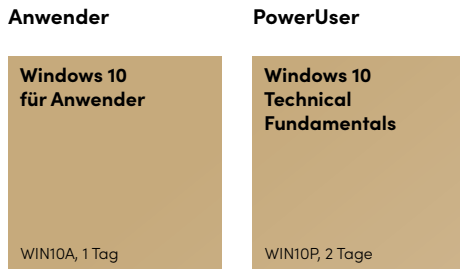 Anwender
PowerUser
Windows 10
für Anwender
WIN10A, 1 Tag
Windows 10
Technical
Fundamentals
WIN10P, 2 Tage